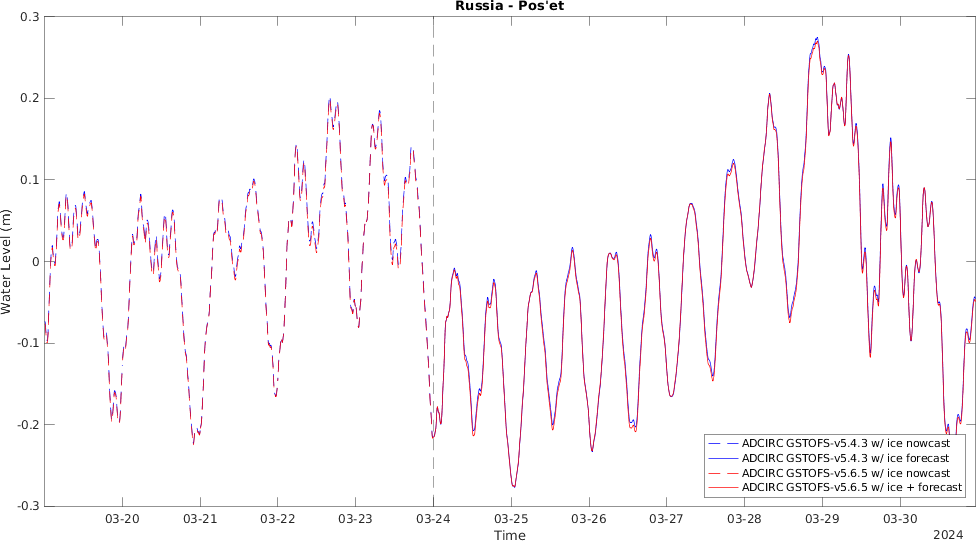 Russia - Pos'et
0.3
0.2
0.1
0
-0.1
-0.2
-0.3
Water Level (m)
03-20 03-21 03-22 03-23 03-24 03-25 03-26 03-27 03-28 03-29 03-30
Time
2024
ADCIRC GSTOFS-v5.4.3 w/ ice nowcast
ADCIRC GSTOFS-v5.4.3 w/ ice forecast
ADCIRC GSTOFS-v5.6.5 w/ ice nowcast
ADCIRC GSTOFS-v5.6.5 w/ ice + forecast